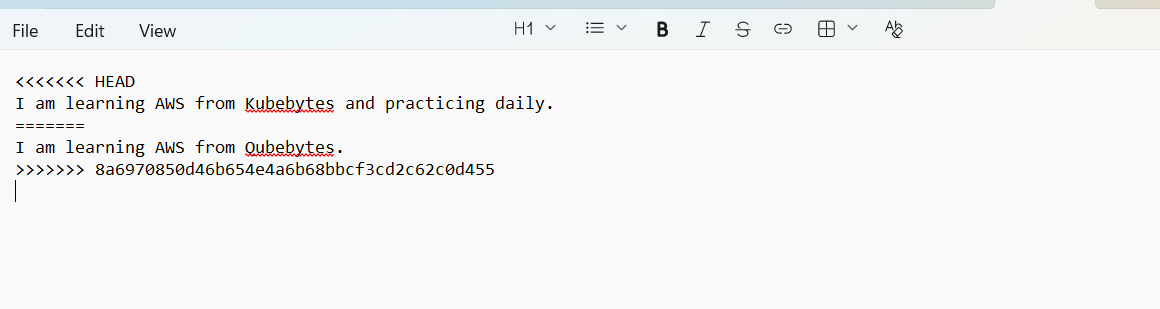 File Edit View H1 B I S A
<<<<<<< HEAD
I am learning AWS from Kubebytes and practicing daily.
=======
I am learning AWS from Qubebytes.
>>>>>>> 8a6970850d46b654e4a6b68bbcf3cd2c62c0d455